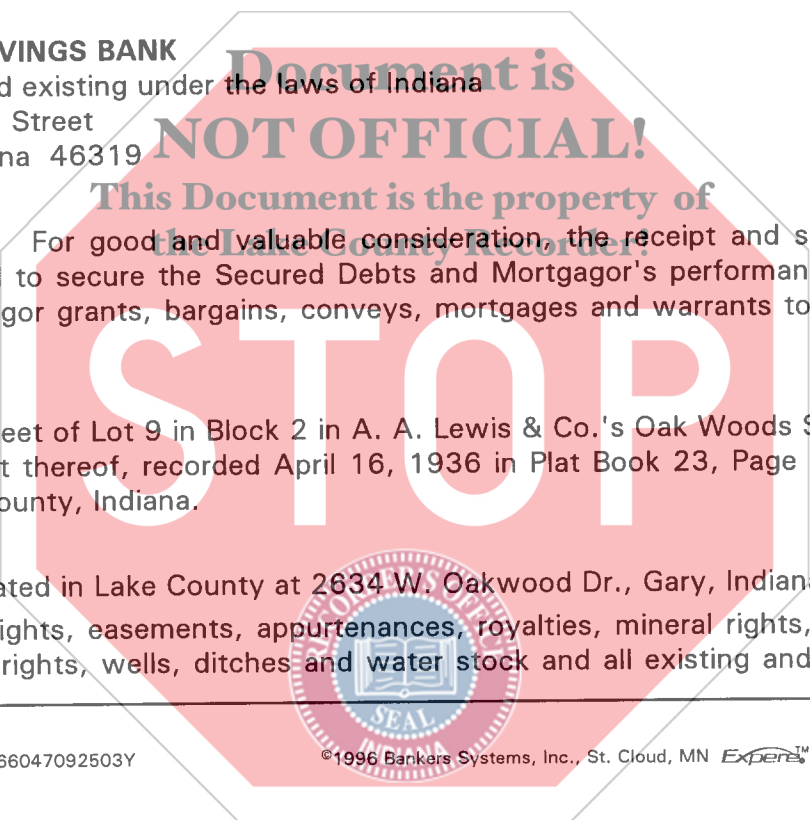 VINGS BANK
d existing under the laws of Indiana
Street
na 46319
Document is
NOT OFFICIAL!
This Document is the property of
the Lake County Recorder!
For good and valuable consideration, the receipt and s
to secure the Secured Debts and Mortgagor's performan
gor grants, bargains, conveys, mortgages and warrants to
STOP
eet of Lot 9 in Block 2 in A. A. Lewis & Co.'s Oak Woods S
t thereof, recorded April 16, 1936 in Plat Book 23, Page
ounty, Indiana.
ated in Lake County at 2634 W. Oakwood Dr., Gary, Indiana
ights, easements, appurtenances, royalties, mineral rights,
rights, wells, ditches and water stock and all existing and
RECORDER'S OFFICE
SEAL
INDIANA
66047092503Y
©1996 Bankers Systems, Inc., St. Cloud, MN Expere™